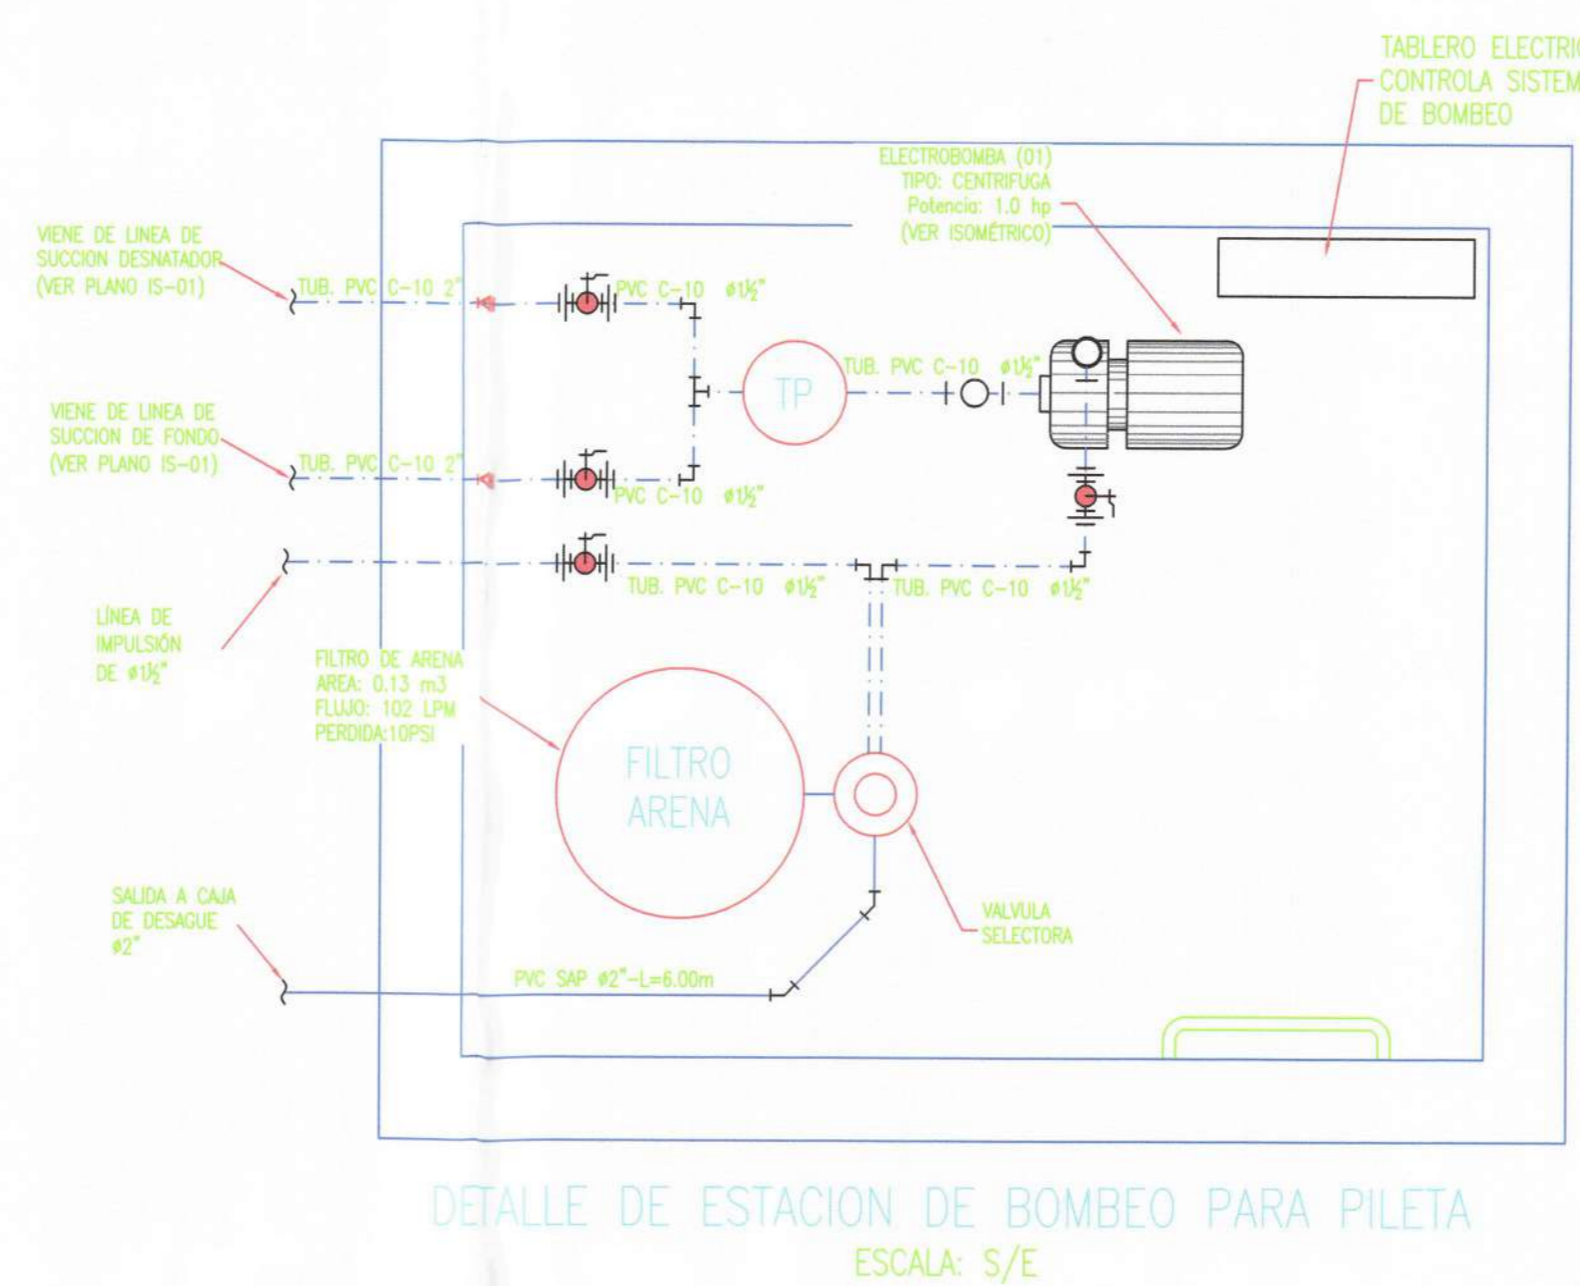 TABLERO ELECTRIC
CONTROLA SISTEM
DE BOMBEO
ELECTROBOMBA (01)
TIPO: CENTRIFUGA
Potencia: 1.0 hp
(VER ISOMÉTRICO)
VIENE DE LINEA DE
SUCCION DESNATADOR
(VER PLANO IS-01)
TUB. PVC C-10 2"
PVC C-10 ø1½"
TP
TUB. PVC C-10 ø1½"
VIENE DE LINEA DE
SUCCION DE FONDO
(VER PLANO IS-01)
TUB. PVC C-10 2"
PVC C-10 ø1½"
TUB. PVC C-10 ø1½"
TUB. PVC C-10 ø1½"
LÍNEA DE
IMPULSIÓN
DE ø1½"
FILTRO DE ARENA
AREA: 0.13 m3
FLUJO: 102 LPM
PERDIDA:10PSI
FILTRO
ARENA
SALIDA A CAJA
DE DESAGUE
ø2"
VALVULA
SELECTORA
PVC SAP ø2"-L=6.00m
DETALLE DE ESTACION DE BOMBEO PARA PILETA
ESCALA: S/E